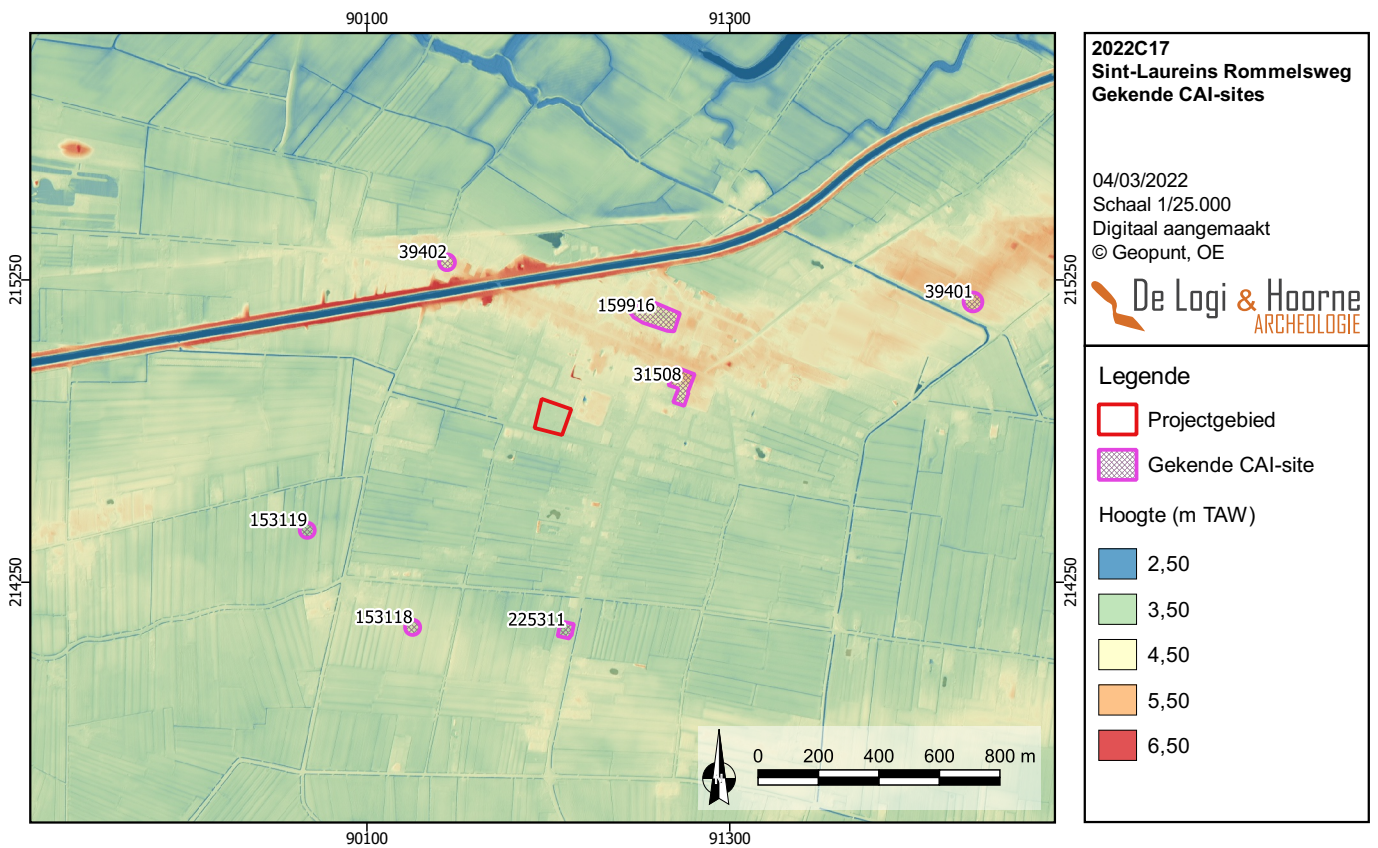 90100
91300
215250
39402
159916
39401
31508
215250
153119
214250
153118
225311
214250
N
0 200 400 600 800 m
90100
91300
2022C17
Sint-Laureins Rommelsweg
Gekende CAI-sites
04/03/2022
Schaal 1/25.000
Digitaal aangemaakt
© Geopunt, OE
De Logi & Hoorne
ARCHEOLOGIE
Legende
Projectgebied
Gekende CAI-site
Hoogte (m TAW)
2,50
3,50
4,50
5,50
6,50